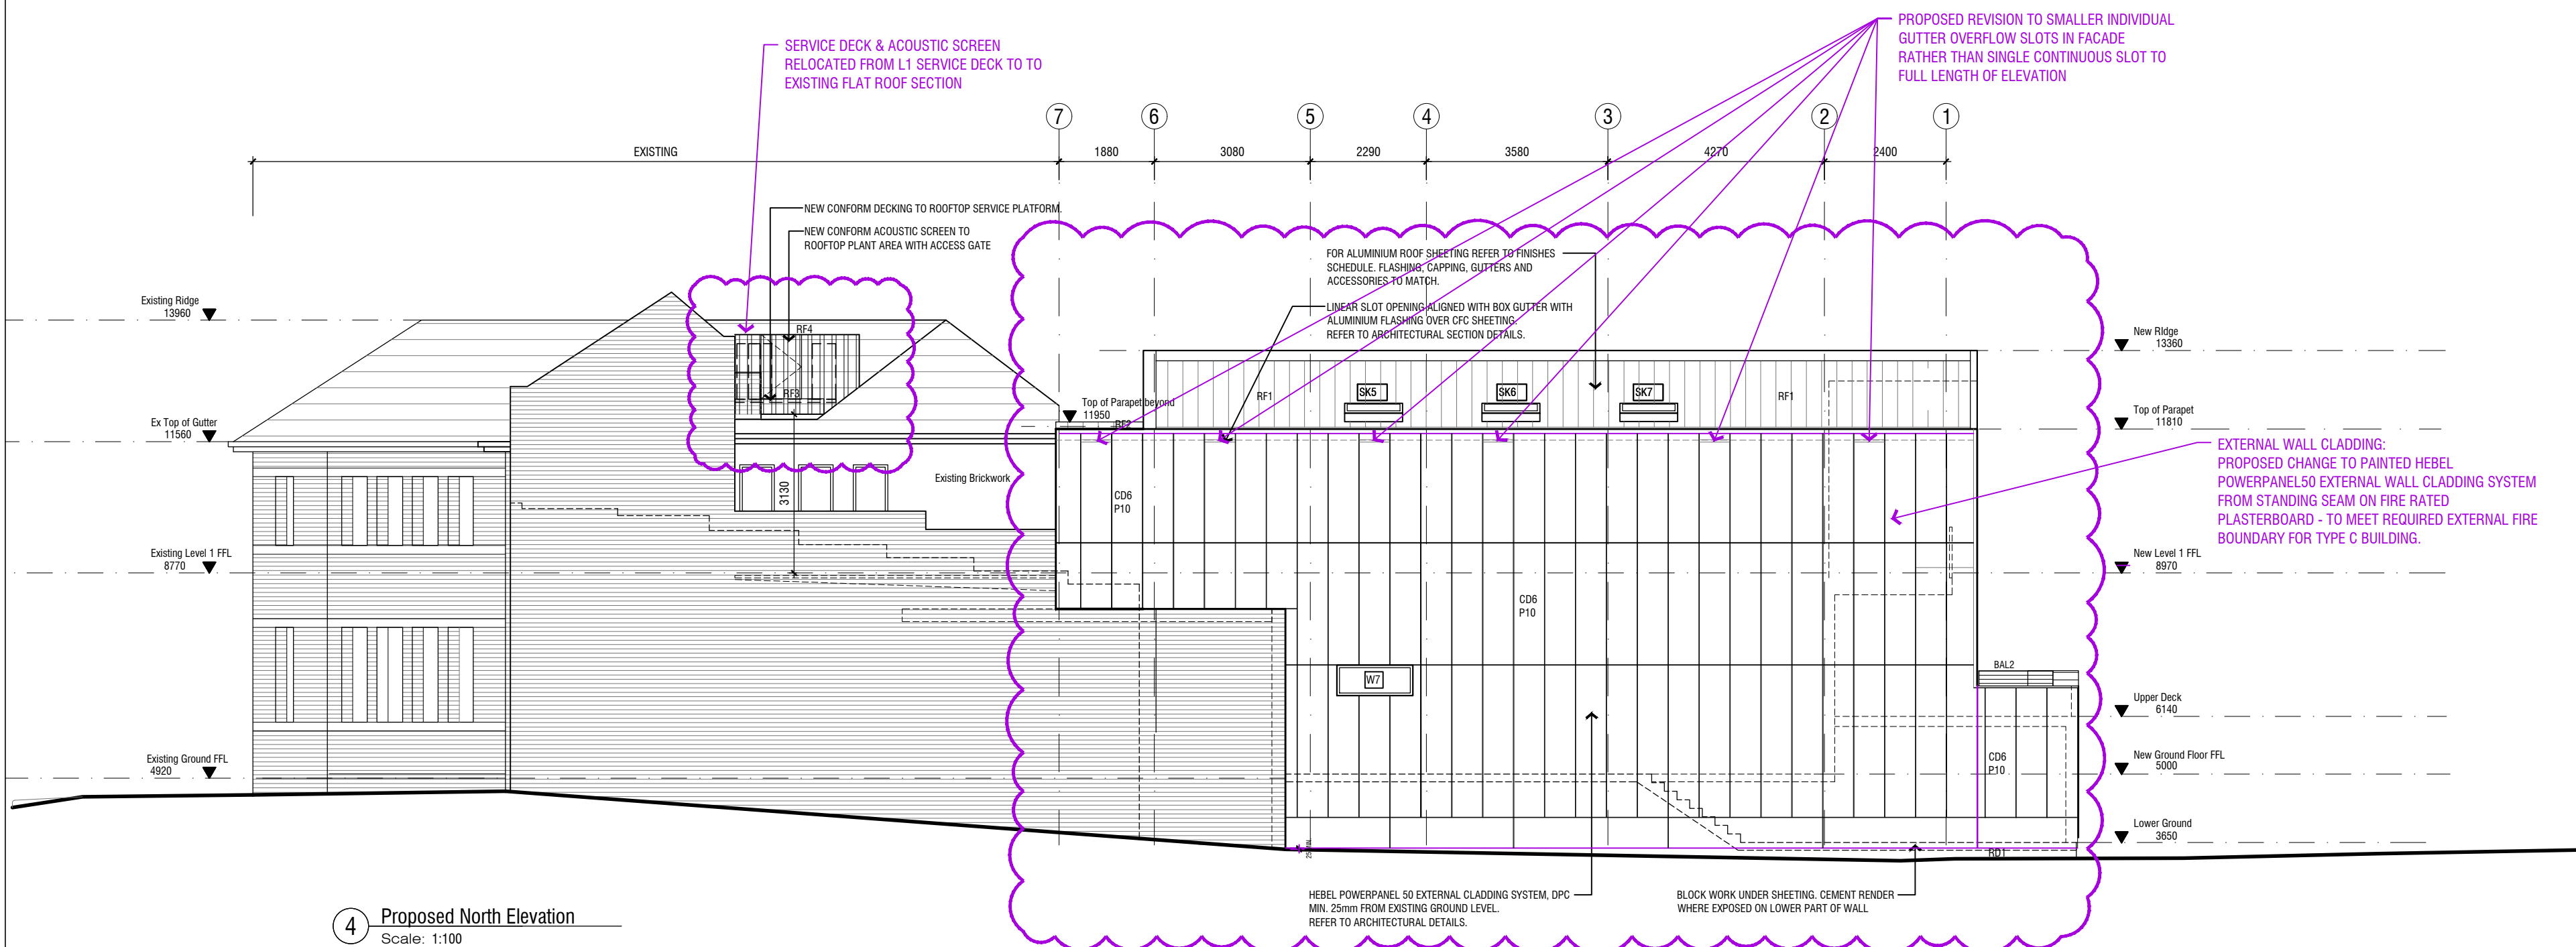 PROPOSED REVISION TO SMALLER INDIVIDUAL
GUTTER OVERFLOW SLOTS IN FACADE
RATHER THAN SINGLE CONTINUOUS SLOT TO
FULL LENGTH OF ELEVATION
SERVICE DECK & ACOUSTIC SCREEN
RELOCATED FROM L1 SERVICE DECK TO TO
EXISTING FLAT ROOF SECTION
7 6 5 4 3 2 1
EXISTING 1880 3080 2290 3580 4270 2400
NEW CONFORM DECKING TO ROOFTOP SERVICE PLATFORM.
NEW CONFORM ACOUSTIC SCREEN TO
ROOFTOP PLANT AREA WITH ACCESS GATE
FOR ALUMINIUM ROOF SHEETING REFER TO FINISHES
SCHEDULE. FLASHING, CAPPING, GUTTERS AND
ACCESSORIES TO MATCH.
LINEAR SLOT OPENING ALIGNED WITH BOX GUTTER WITH
ALUMINIUM FLASHING OVER CFC SHEETING.
REFER TO ARCHITECTURAL SECTION DETAILS.
Existing Ridge
13960
RF4
RF3
New RIdge
13360
RF1
SK5
SK6
SK7
RF1
Top of Parapet beyond
11950
RF2
Top of Parapet
11810
Ex Top of Gutter
11560
EXTERNAL WALL CLADDING:
PROPOSED CHANGE TO PAINTED HEBEL
POWERPANEL50 EXTERNAL WALL CLADDING SYSTEM
FROM STANDING SEAM ON FIRE RATED
PLASTERBOARD - TO MEET REQUIRED EXTERNAL FIRE
BOUNDARY FOR TYPE C BUILDING.
Existing Brickwork
3130
CD6
P10
Existing Level 1 FFL
8770
New Level 1 FFL
8970
CD6
P10
W7
BAL2
Upper Deck
6140
Existing Ground FFL
4920
CD6
P10
New Ground Floor FFL
5000
Lower Ground
3650
25 MIN.
RD1
HEBEL POWERPANEL 50 EXTERNAL CLADDING SYSTEM, DPC
MIN. 25mm FROM EXISTING GROUND LEVEL.
REFER TO ARCHITECTURAL DETAILS.
BLOCK WORK UNDER SHEETING. CEMENT RENDER
WHERE EXPOSED ON LOWER PART OF WALL
4 Proposed North Elevation
Scale: 1:100